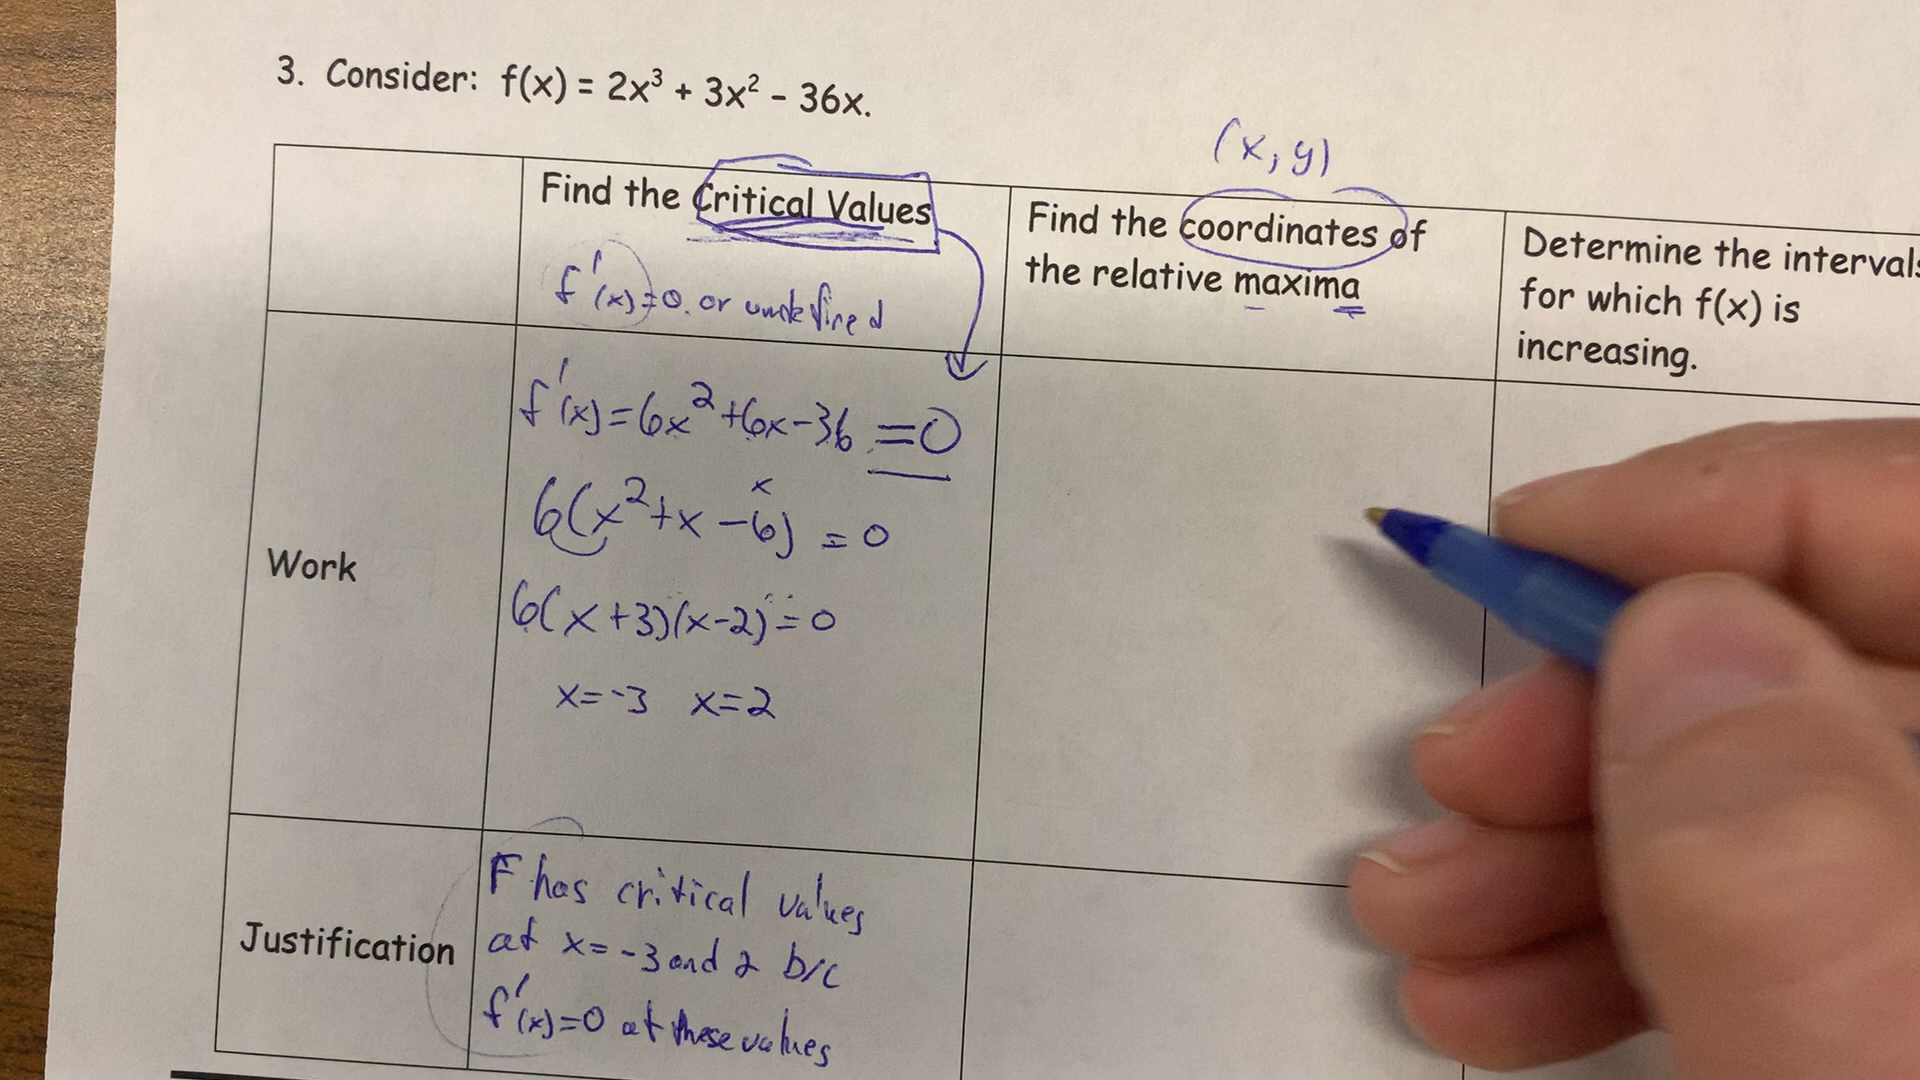 3. Consider: f(x) = 2x³ + 3x² - 36x.
(x, y)
Find the Critical Values
f'(x)=0. or undefined
Find the coordinates of
the relative maxima
Determine the intervals
for which f(x) is
increasing.
Work
f'(x)=6x²+6x-36 =0
x
6(x²+x-6) = 0
6(x+3)(x-2)=0
x=-3 x=2
Justification
F has critical values
at x=-3 and 2 b/c
f'(x)=0 at these values